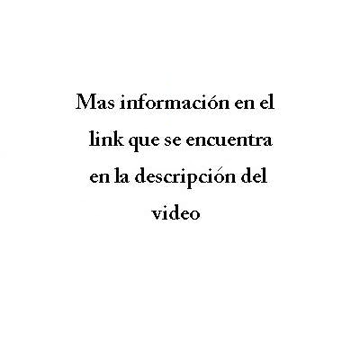 Mas información en el
link que se encuentra
en la descripción del
video